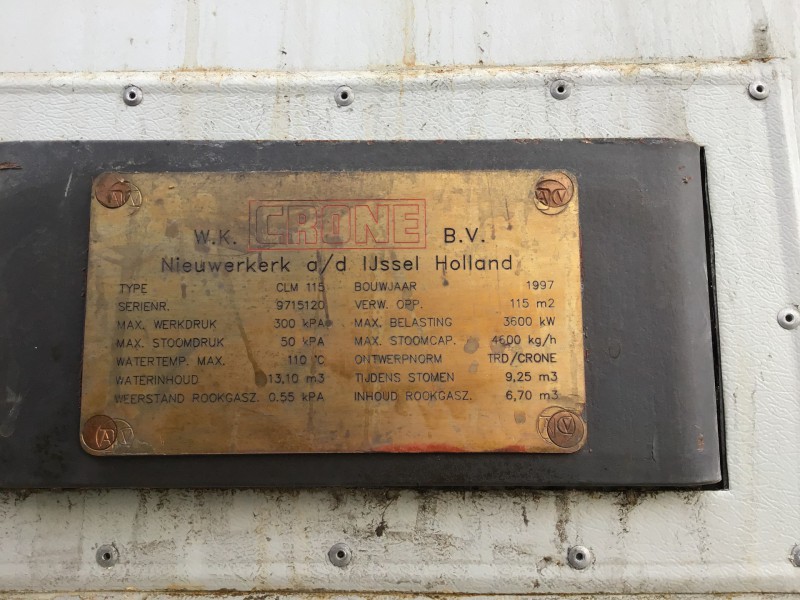 W.K. CRONE B.V.
Nieuwerkerk a/d IJssel Holland
TYPE CLM 115 BOUWJAAR 1997
SERIENR. 9715120 VERW. OPP. 115 m2
MAX. WERKDRUK 300 kPA MAX. BELASTING 3600 kW
MAX. STOOMDRUK 50 kPA MAX. STOOMCAP. 4600 kg/h
WATERTEMP. MAX. 110 °C ONTWERPNORM TRD/CRONE
WATERINHOUD 13,10 m3 TIJDENS STOMEN 9,25 m3
WEERSTAND ROOKGASZ. 0.55 kPA INHOUD ROOKGASZ. 6,70 m3